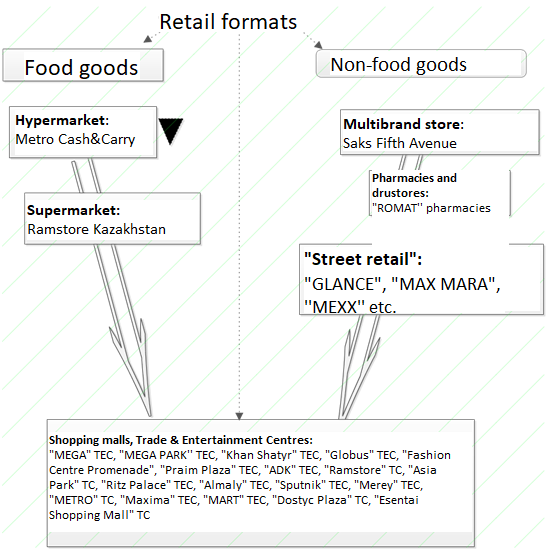 Retail formats
Food goods
Non-food goods
Hypermarket:
Metro Cash&Carry
Multibrand store:
Saks Fifth Avenue
Pharmacies and
drustores:
"ROMAT" pharmacies
Supermarket:
Ramstore Kazakhstan
"Street retail":
"GLANCE", "MAX MARA",
"MEXX" etc.
Shopping malls, Trade & Entertainment Centres:
"MEGA" TEC, "MEGA PARK" TEC, "Khan Shatyr" TEC, "Globus" TEC, "Fashion
Centre Promenade", "Praim Plaza" TEC, "ADK" TEC, "Ramstore" TC, "Asia
Park" TC, "Ritz Palace" TEC, "Almaly" TEC, "Sputnik" TEC, "Merey" TEC,
"METRO" TC, "Maxima" TEC, "MART" TEC, "Dostyc Plaza" TC, "Esentai
Shopping Mall" TC